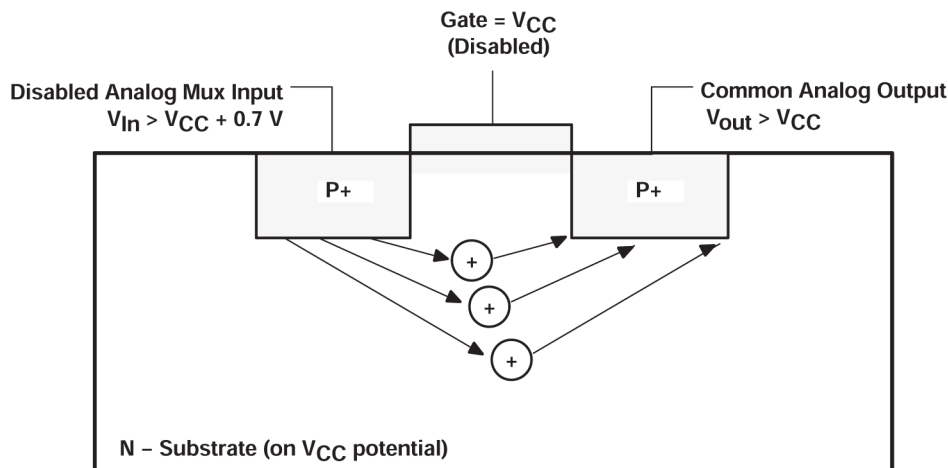 Gate = VCC
(Disabled)
Disabled Analog Mux Input
VIn > VCC + 0.7 V
Common Analog Output
Vout > VCC
P+
P+
+
+
+
N – Substrate (on VCC potential)